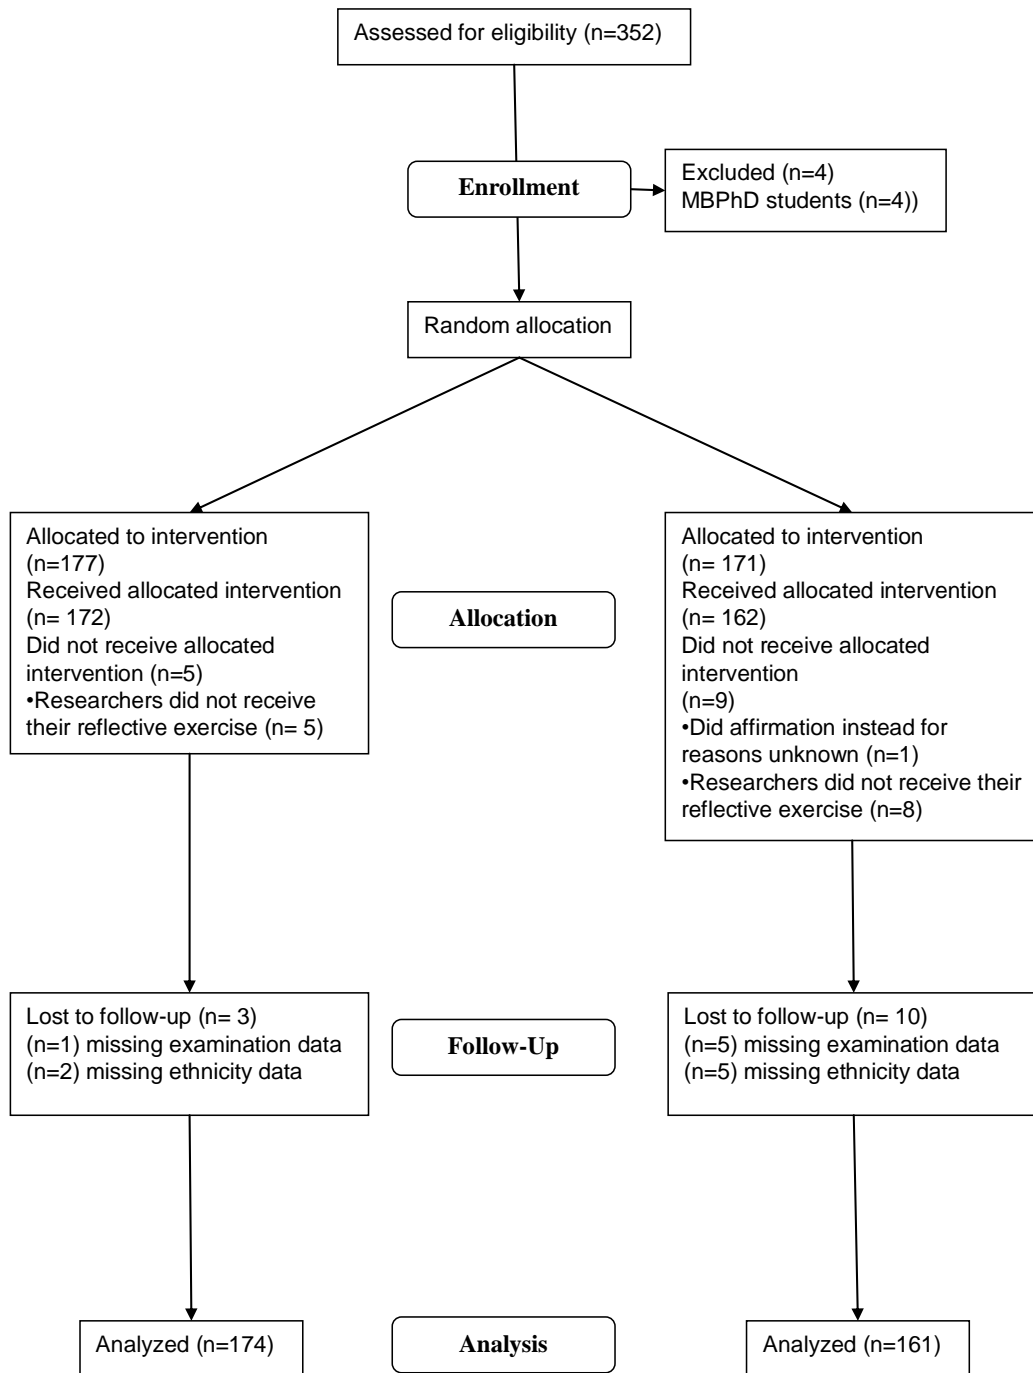 Assessed for eligibility (n=352)
Enrollment
Excluded (n=4)
MBPhD students (n=4))
Random allocation
Allocated to intervention
(n=177)
Received allocated intervention
(n= 172)
Did not receive allocated
intervention (n=5)
•Researchers did not receive
their reflective exercise (n= 5)
Allocation
Allocated to intervention
(n= 171)
Received allocated intervention
(n= 162)
Did not receive allocated
intervention
(n=9)
•Did affirmation instead for
reasons unknown (n=1)
•Researchers did not receive their
reflective exercise (n=8)
Lost to follow-up (n= 3)
(n=1) missing examination data
(n=2) missing ethnicity data
Follow-Up
Lost to follow-up (n= 10)
(n=5) missing examination data
(n=5) missing ethnicity data
Analyzed (n=174)
Analysis
Analyzed (n=161)